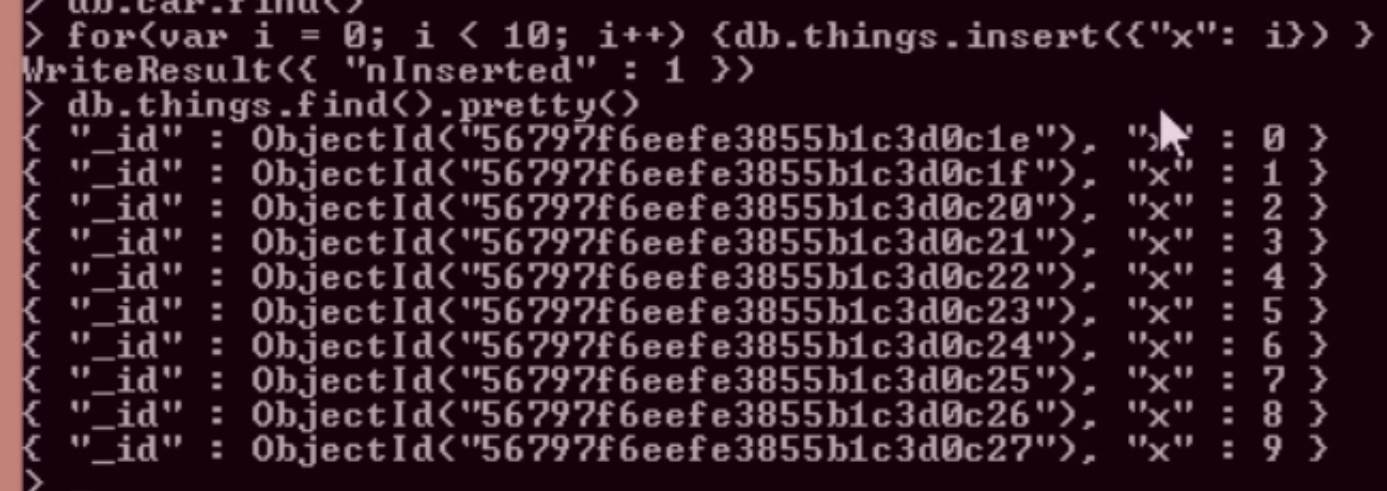 > db.car.find()
> for(var i = 0; i < 10; i++) {db.things.insert({"x": i}) }
WriteResult({ "nInserted" : 1 })
> db.things.find().pretty()
{ "_id" : ObjectId("56797f6eefe3855b1c3d0c1e"), "x" : 0 }
{ "_id" : ObjectId("56797f6eefe3855b1c3d0c1f"), "x" : 1 }
{ "_id" : ObjectId("56797f6eefe3855b1c3d0c20"), "x" : 2 }
{ "_id" : ObjectId("56797f6eefe3855b1c3d0c21"), "x" : 3 }
{ "_id" : ObjectId("56797f6eefe3855b1c3d0c22"), "x" : 4 }
{ "_id" : ObjectId("56797f6eefe3855b1c3d0c23"), "x" : 5 }
{ "_id" : ObjectId("56797f6eefe3855b1c3d0c24"), "x" : 6 }
{ "_id" : ObjectId("56797f6eefe3855b1c3d0c25"), "x" : 7 }
{ "_id" : ObjectId("56797f6eefe3855b1c3d0c26"), "x" : 8 }
{ "_id" : ObjectId("56797f6eefe3855b1c3d0c27"), "x" : 9 }
>